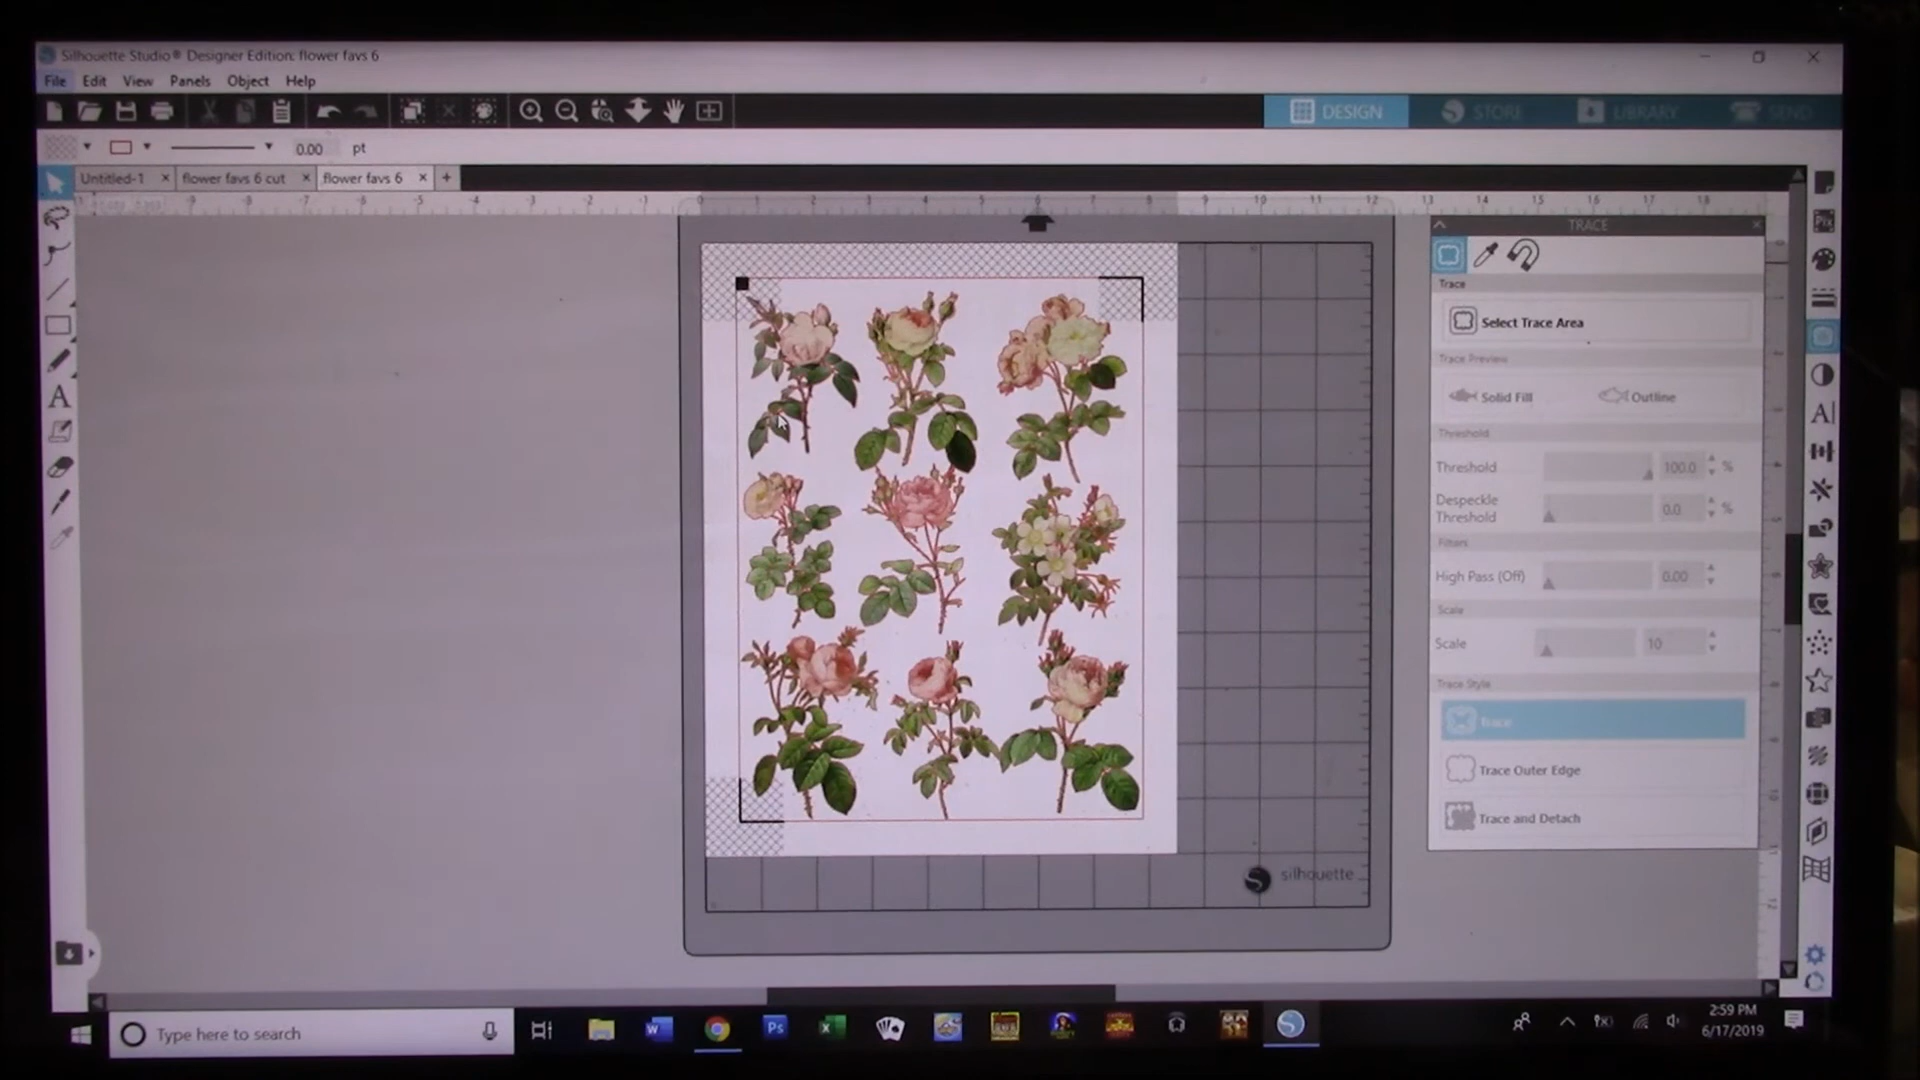 Silhouette Studio® Designer Edition: flower favs 6
File Edit View Panels Object Help
DESIGN STORE LIBRARY SEND
0.00 pt
Untitled-1 × flower favs 6 cut × flower favs 6 × +
TRACE
Trace
Select Trace Area
Trace Preview
Solid Fill Outline
Threshold
Threshold 100.0 %
Despeckle
Threshold 0.0 %
Filters
High Pass (Off) 0.00
Scale
Scale 10
Trace Style
Trace
Trace Outer Edge
Trace and Detach
silhouette
Type here to search
2:59 PM
6/17/2019